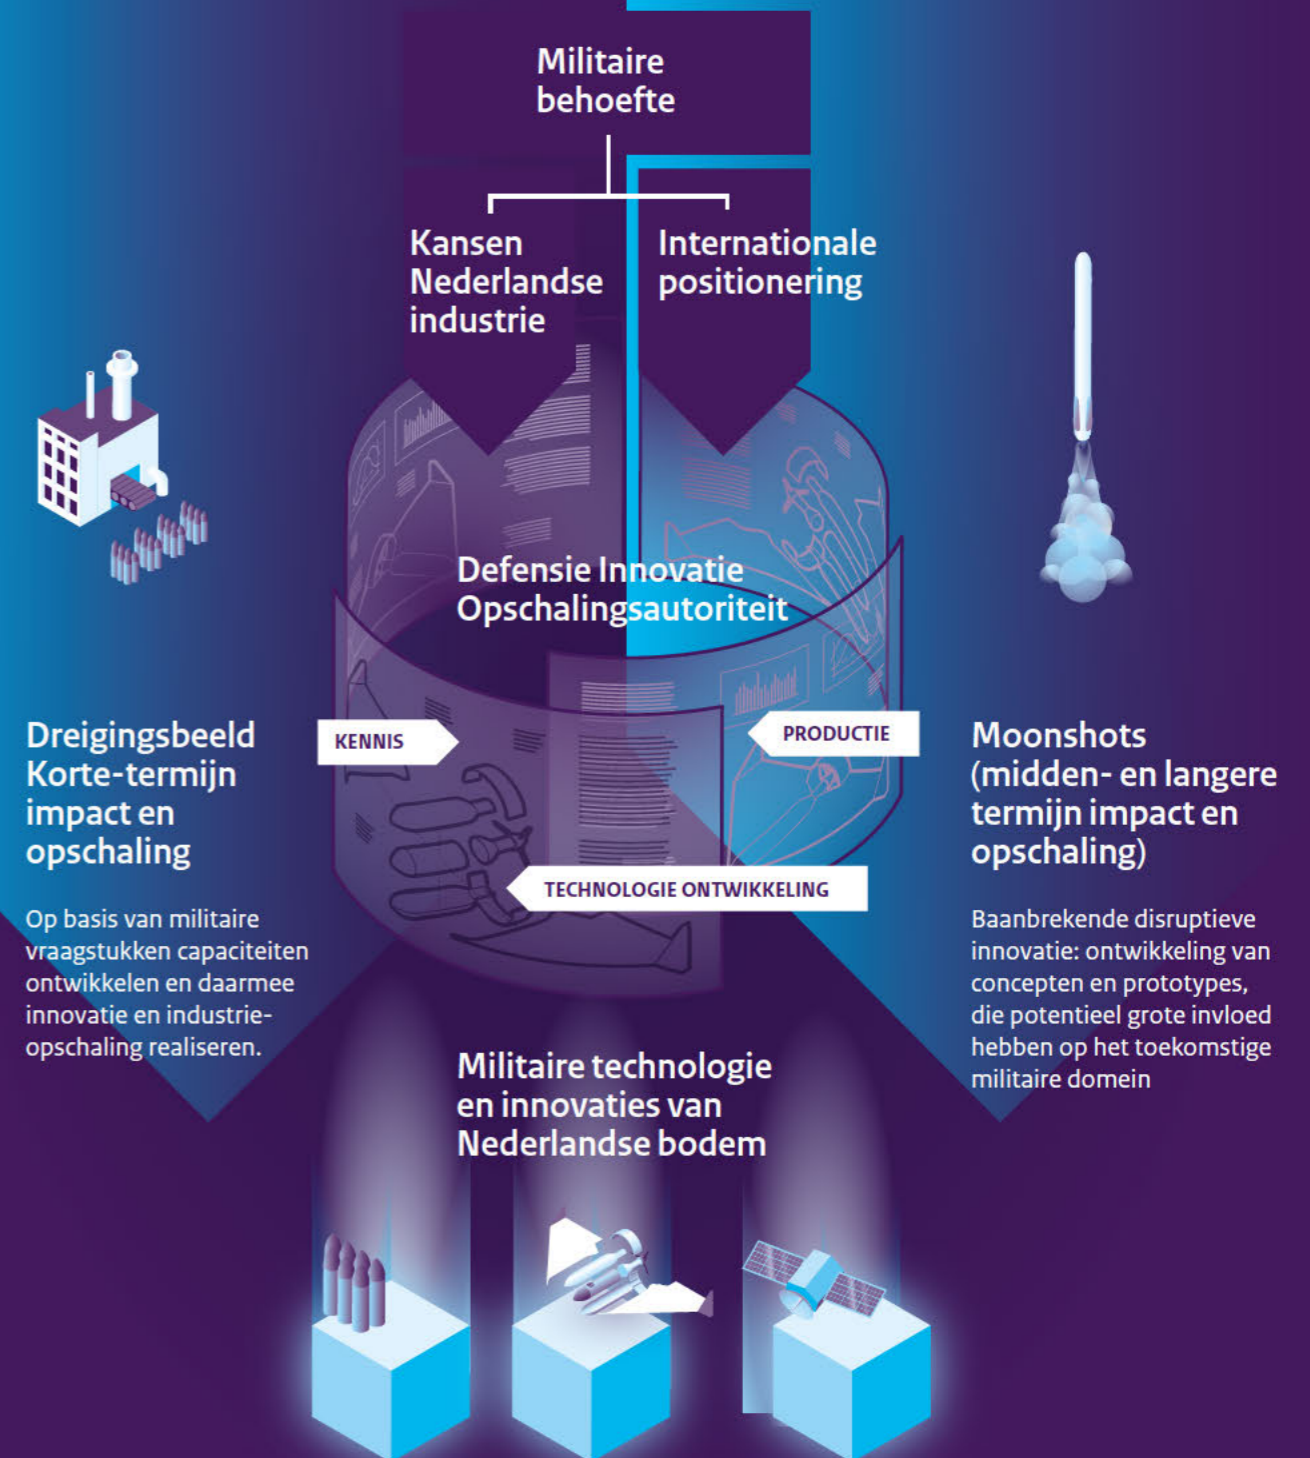 Militaire
behoefte
Kansen
Nederlandse
industrie
Internationale
positionering
Defensie Innovatie
Opschalingsautoriteit
Dreigingsbeeld
Korte-termijn
impact en
opschaling
Op basis van militaire
vraagstukken capaciteiten
ontwikkelen en daarmee
innovatie en industrie-
opschaling realiseren.
KENNIS
PRODUCTIE
TECHNOLOGIE ONTWIKKELING
Moonshots
(midden- en langere
termijn impact en
opschaling)
Baanbrekende disruptieve
innovatie: ontwikkeling van
concepten en prototypes,
die potentieel grote invloed
hebben op het toekomstige
militaire domein
Militaire technologie
en innovaties van
Nederlandse bodem